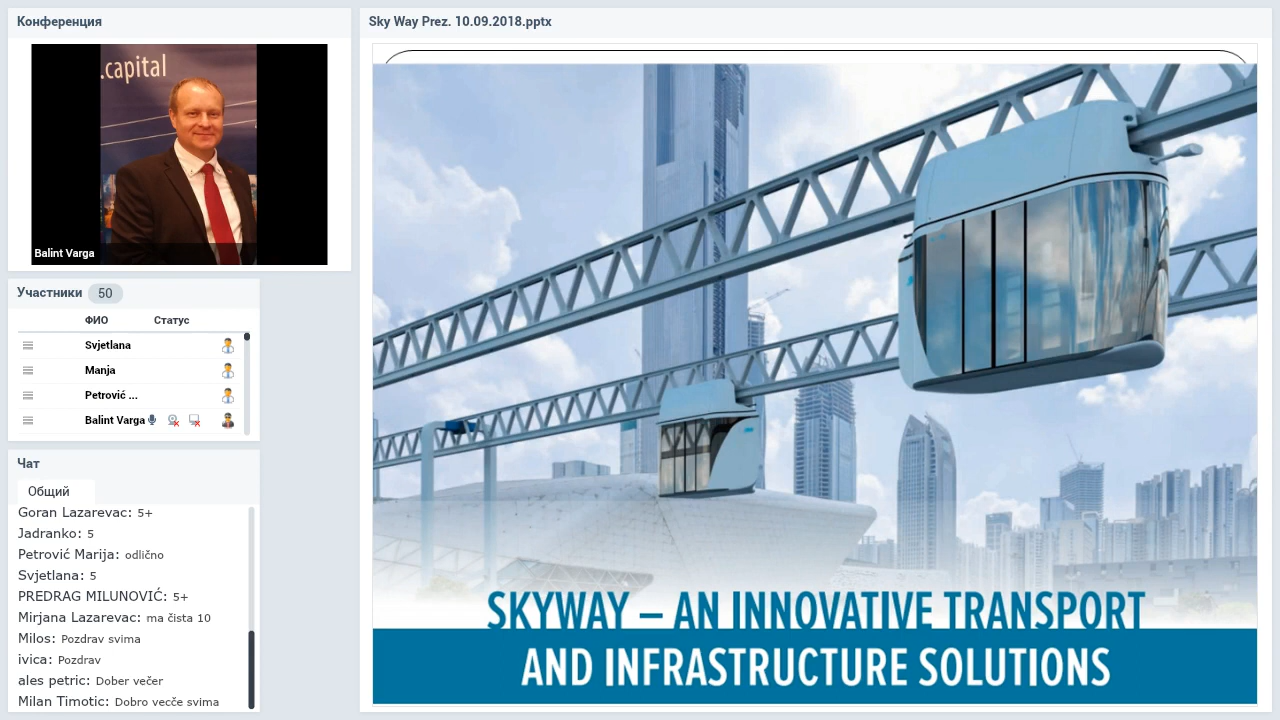 Конференция
.capital
Balint Varga
Участники 50
ФИО Статус
Svjetlana
Manja
Petrović ...
Balint Varga
Чат
Общий
Goran Lazarevac: 5+
Jadranko: 5
Petrović Marija: odlično
Svjetlana: 5
PREDRAG MILUNOVIĆ: 5+
Mirjana Lazarevac: ma čista 10
Milos: Pozdrav svima
ivica: Pozdrav
ales petric: Dober večer
Milan Timotic: Dobro vecče svima
Sky Way Prez. 10.09.2018.pptx
SKYWAY – AN INNOVATIVE TRANSPORT
AND INFRASTRUCTURE SOLUTIONS